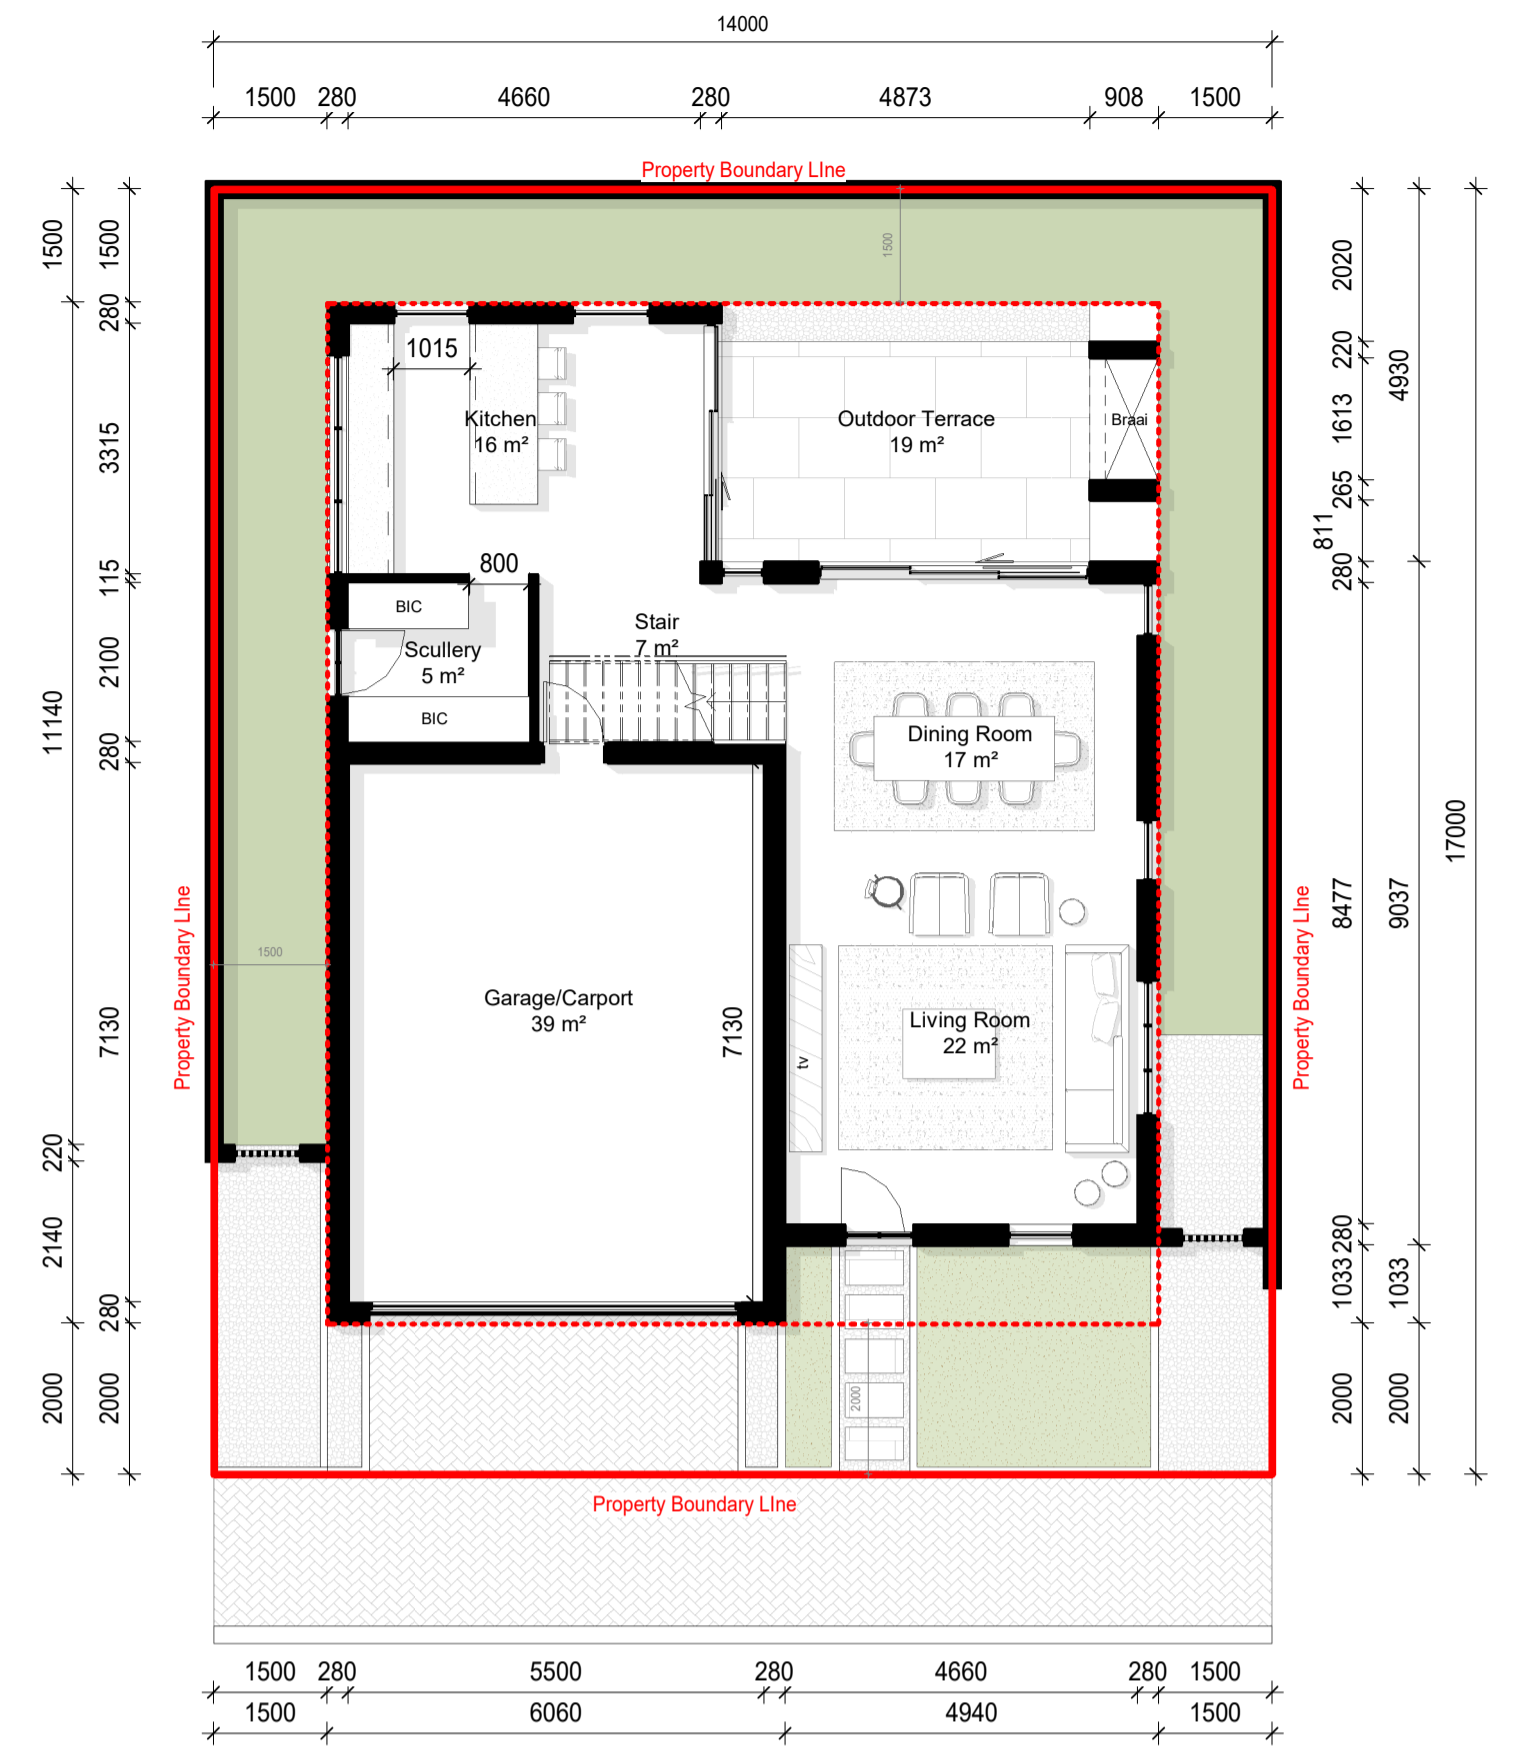 14000
1500 280 4660 280 4873 908 1500
Property Boundary LIne
1500
1500
280
3315
115
2100
280
7130
280
2000
1500
11140
220
2140
2000
2020
220
1613
265
811
280
8477
280
1033
2000
4930
9037
1033
2000
17000
1500
1015
Kitchen
16 m²
Outdoor Terrace
19 m²
Braai
800
BIC
Scullery
5 m²
BIC
Stair
7 m²
Dining Room
17 m²
Property Boundary LIne
1500
Garage/Carport
39 m²
7130
tv
Living Room
22 m²
Property Boundary LIne
2000
Property Boundary LIne
1500 280 5500 280 4660 280 1500
1500 6060 4940 1500